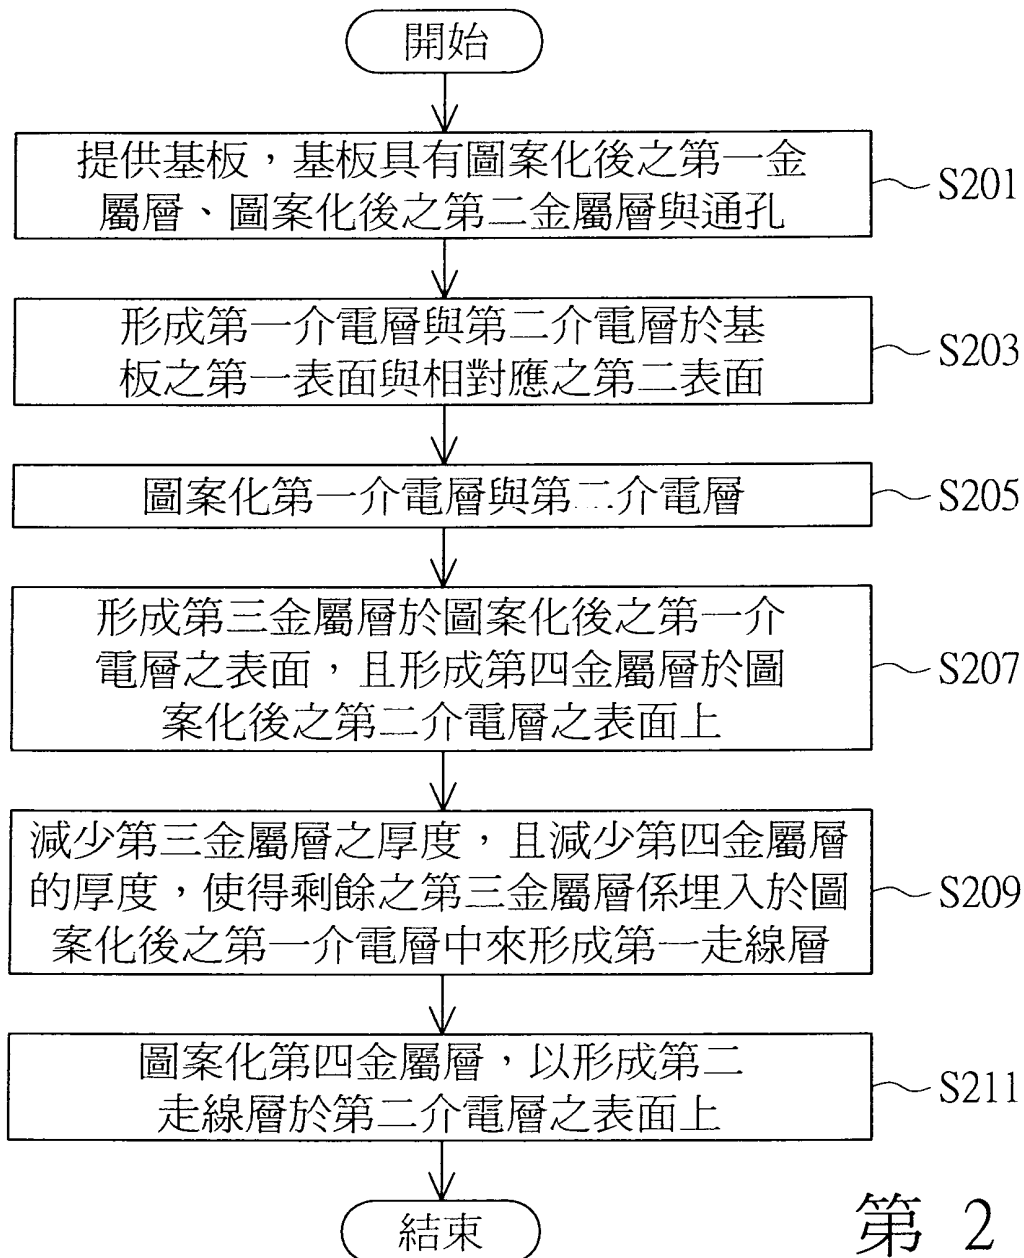 開始
提供基板，基板具有圖案化後之第一金
屬層、圖案化後之第二金屬層與通孔
S201
形成第一介電層與第二介電層於基
板之第一表面與相對應之第二表面
S203
圖案化第一介電層與第二介電層
S205
形成第三金屬層於圖案化後之第一介
電層之表面，且形成第四金屬層於圖
案化後之第二介電層之表面上
S207
減少第三金屬層之厚度，且減少第四金屬層
的厚度，使得剩餘之第三金屬層係埋入於圖
案化後之第一介電層中來形成第一走線層
S209
圖案化第四金屬層，以形成第二
走線層於第二介電層之表面上
S211
結束
第 2